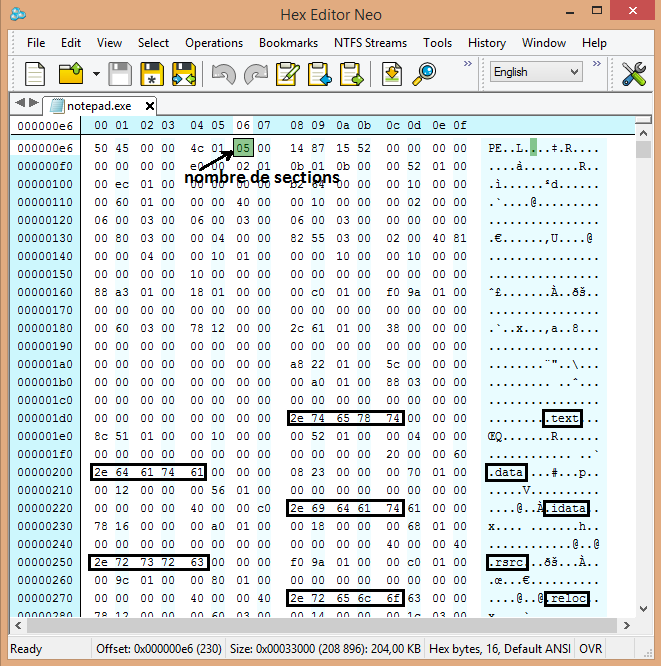 Hex Editor Neo
File Edit View Select Operations Bookmarks NTFS Streams Tools History Window Help
English
notepad.exe
000000e6 00 01 02 03 04 05 06 07 08 09 0a 0b 0c 0d 0e 0f
000000e6 50 45 00 00 4c 01 05 00 14 87 15 52 00 00 00 00 PE..L...‡.R....
000000f0 00 00 00 00 e0 00 02 01 0b 01 0b 00 00 52 01 00 ....à........R..
nombre de sections
00000100 00 ec 01 00 00 00 00 00 b2 64 00 00 00 10 00 00 .ì......²d......
00000110 00 60 01 00 00 00 40 00 00 10 00 00 00 02 00 00 .`....@.........
00000120 06 00 03 00 06 00 03 00 06 00 03 00 00 00 00 00 ................
00000130 00 80 03 00 00 04 00 00 82 55 03 00 02 00 40 81 .€......‚U....@
00000140 00 00 04 00 00 10 01 00 00 00 10 00 00 10 00 00 ................
00000150 00 00 00 00 10 00 00 00 00 00 00 00 00 00 00 00 ................
00000160 88 a3 01 00 18 01 00 00 00 c0 01 00 f0 9a 01 00 ˆ£.......À..ðš..
00000170 00 00 00 00 00 00 00 00 00 00 00 00 00 00 00 00 ................
00000180 00 60 03 00 78 12 00 00 2c 61 01 00 38 00 00 00 .`..x...,a..8...
00000190 00 00 00 00 00 00 00 00 00 00 00 00 00 00 00 00 ................
000001a0 00 00 00 00 00 00 00 00 a8 22 01 00 5c 00 00 00 ........¨"..\...
000001b0 00 00 00 00 00 00 00 00 00 a0 01 00 88 03 00 00 ......... ..ˆ...
000001c0 00 00 00 00 00 00 00 00 00 00 00 00 00 00 00 00 ................
000001d0 00 00 00 00 00 00 00 00 2e 74 65 78 74 00 00 00 .........text...
000001e0 8c 51 01 00 00 10 00 00 00 52 01 00 00 04 00 00 ŒQ.......R......
000001f0 00 00 00 00 00 00 00 00 00 00 00 00 20 00 00 60 ............ ..`
00000200 2e 64 61 74 61 00 00 00 08 23 00 00 00 70 01 00 .data....#...p..
00000210 00 12 00 00 00 56 01 00 00 00 00 00 00 00 00 00 .....V..........
00000220 00 00 00 00 40 00 00 c0 2e 69 64 61 74 61 00 00 ....@..À.idata..
00000230 78 16 00 00 00 a0 01 00 00 18 00 00 00 68 01 00 x.... .......h..
00000240 00 00 00 00 00 00 00 00 00 00 00 00 40 00 00 40 ............@..@
00000250 2e 72 73 72 63 00 00 00 f0 9a 01 00 00 c0 01 00 .rsrc...ðš...À..
00000260 00 9c 01 00 00 80 01 00 00 00 00 00 00 00 00 00 .œ...€..........
00000270 00 00 00 00 40 00 00 40 2e 72 65 6c 6f 63 00 00 ....@..@.reloc..
00000280 78 12 00 00 00 60 03 00 00 14 00 00 00 1c 03 00 x....`..........
Ready Offset: 0x000000e6 (230) Size: 0x00033000 (208 896): 204,00 KB Hex bytes, 16, Default ANSI OVR